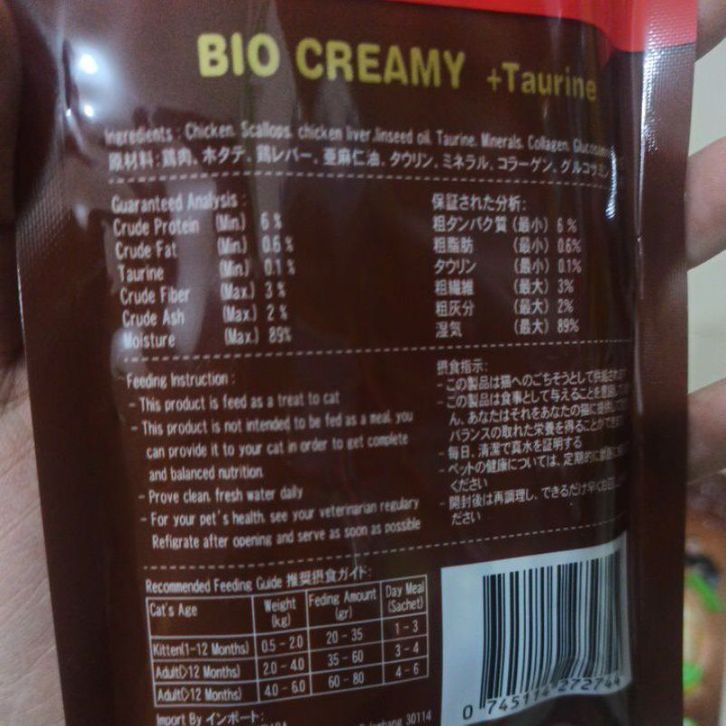 BIO CREAMY +Taurine
Ingredients : Chicken. Scallops. chicken liver.linseed oil. Taurine. Minerals. Collagen.
原材料:鶏肉、ホタテ、鶏レバー、亜麻仁油、タウリン、ミネラル、コラーゲン、グルコサミン
Guaranteed Analysis :
Crude Protein (Min.) 6 %
Crude Fat (Min.) 0.6 %
Taurine (Min.) 0.1 %
Crude Fiber (Max.) 3 %
Crude Ash (Max.) 2 %
Moisture (Max.) 89%
保証された分析:
粗タンパク質 (最小) 6 %
粗脂肪 (最小) 0.6%
タウリン (最小) 0.1%
粗繊維 (最大) 3%
粗灰分 (最大) 2%
湿気 (最大) 89%
Feeding Instruction :
- This product is feed as a treat to cat
- This product is not intended to be fed as a meal, you
can provide it to your cat in order to get complete
and balanced nutrition.
- Prove clean, fresh water daily
- For your pet's health, see your veterinarian regulary
Refigrate after opening and serve as soon as possible
摂食指示:
- この製品は猫へのごちそうとして
- この製品は食事として与えることを
ん、あなたはそれをあなたの猫に
バランスの取れた栄養を得ることができ
- 毎日、清潔で真水を証明する
- ペットの健康については、定期的に
ください
- 開封後は再調理し、できるだけ早く
ださい
Recommended Feeding Guide 推奨摂食ガイド:
Cat's Age Weight (kg) Feding Amount (gr) Day Meal (Sachet)
Kitten(1-12 Months) 0.5 - 2.0 20 - 35 1 - 3
Adult(>12 Months) 2.0 - 4.0 35 - 60 3 - 4
Adult(>12 Months) 4.0 - 6.0 60 - 80 4 - 6
Import By インポート:
30114